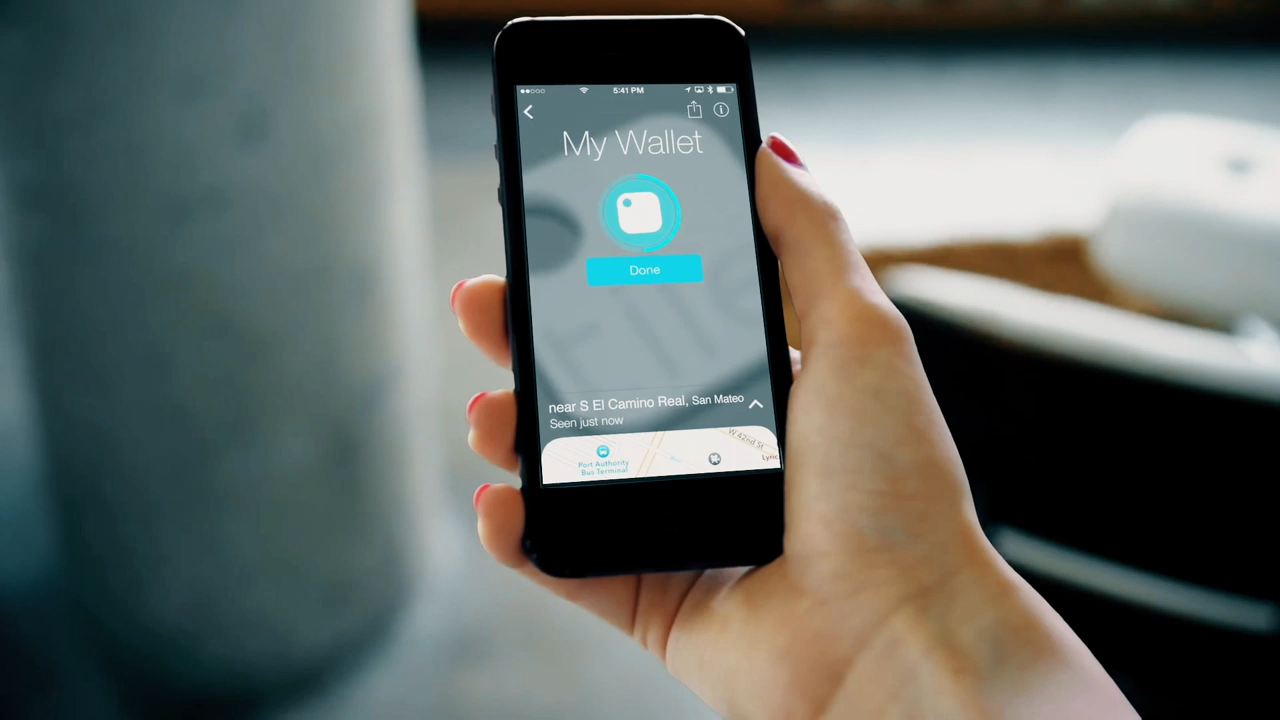 5:41 PM
My Wallet
Done
near S El Camino Real, San Mateo
Seen just now
W 42nd St
Port Authority
Bus Terminal
Lyric